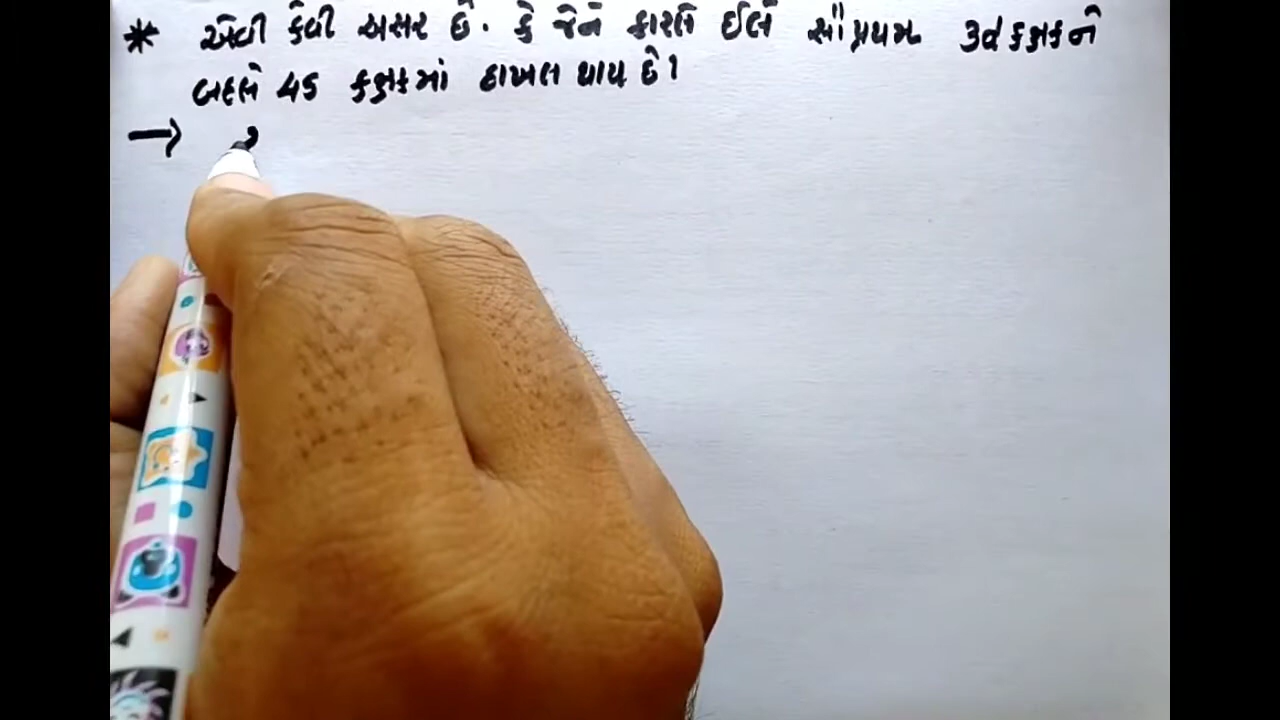 * એવી કેવી અસર છે. કે જેને કારણે ઈલે સૌપ્રથમ 3d કક્ષકને
બદલે 4s કક્ષકમાં દાખલ થાય છે।
→